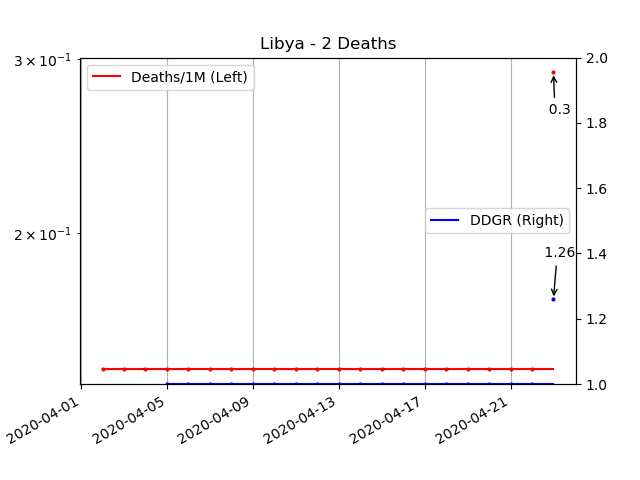 Libya - 2 Deaths
3 × 10⁻¹
2 × 10⁻¹
Deaths/1M (Left)
DDGR (Right)
0.3
1.26
2.0
1.8
1.6
1.4
1.2
1.0
2020-04-01
2020-04-05
2020-04-09
2020-04-13
2020-04-17
2020-04-21